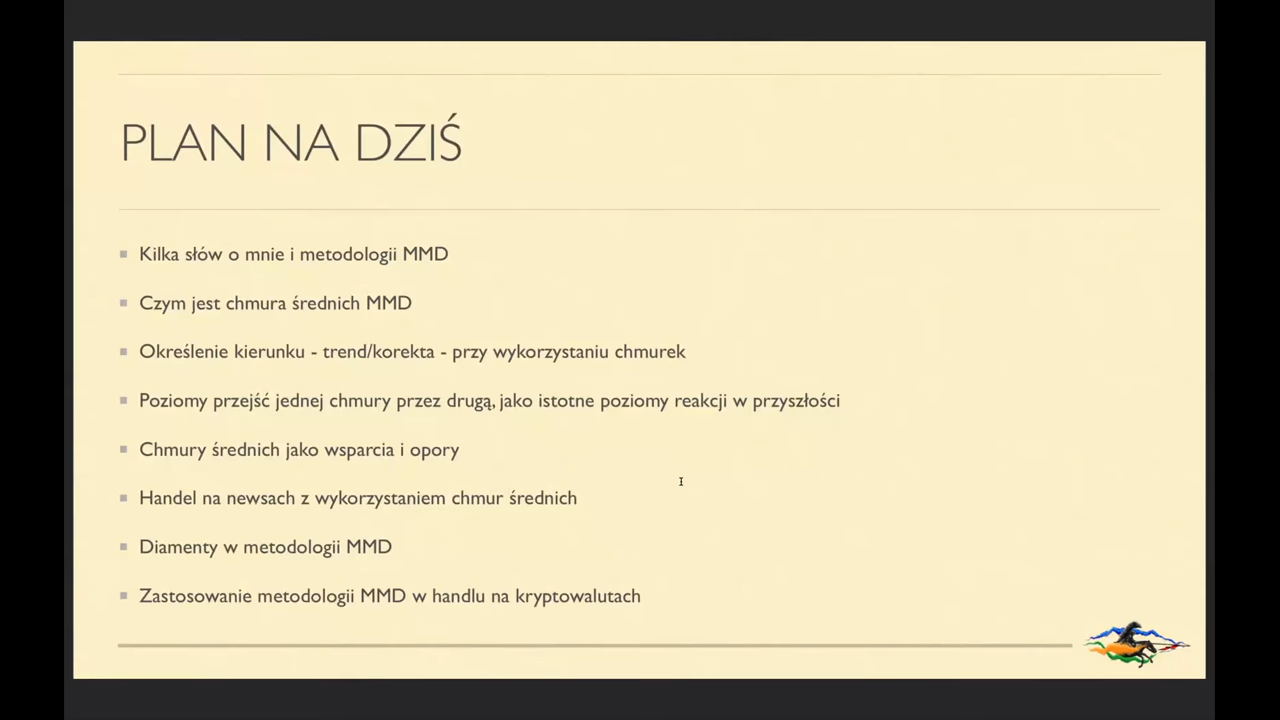 PLAN NA DZIŚ
Kilka słów o mnie i metodologii MMD
Czym jest chmura średnich MMD
Określenie kierunku - trend/korekta - przy wykorzystaniu chmurek
Poziomy przejść jednej chmury przez drugą, jako istotne poziomy reakcji w przyszłości
Chmury średnich jako wsparcia i opory
Handel na newsach z wykorzystaniem chmur średnich
Diamenty w metodologii MMD
Zastosowanie metodologii MMD w handlu na kryptowalutach